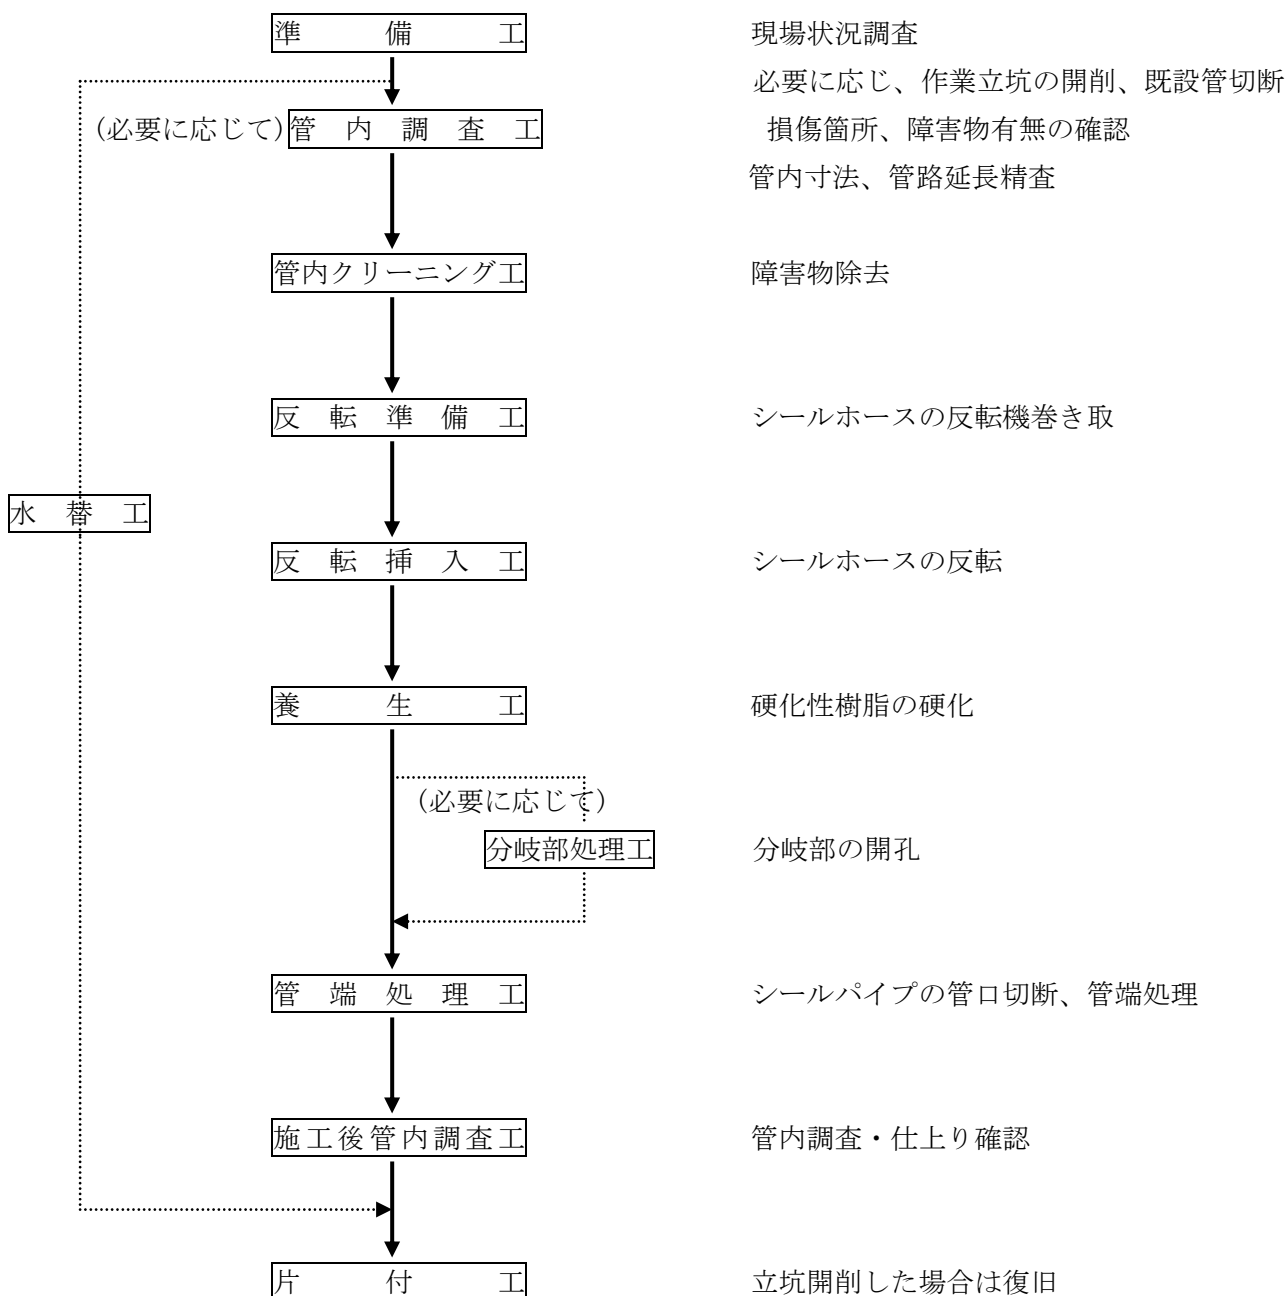 準備工 現場状況調査
必要に応じ、作業立坑の開削、既設管切断
(必要に応じて) 管内調査工 損傷箇所、障害物有無の確認
管内寸法、管路延長精査
管内クリーニング工 障害物除去
反転準備工 シールホースの反転機巻き取
水替工
反転挿入工 シールホースの反転
養生工 硬化性樹脂の硬化
(必要に応じて)
分岐部処理工 分岐部の開孔
管端処理工 シールパイプの管口切断、管端処理
施工後管内調査工 管内調査・仕上り確認
片付工 立坑開削した場合は復旧